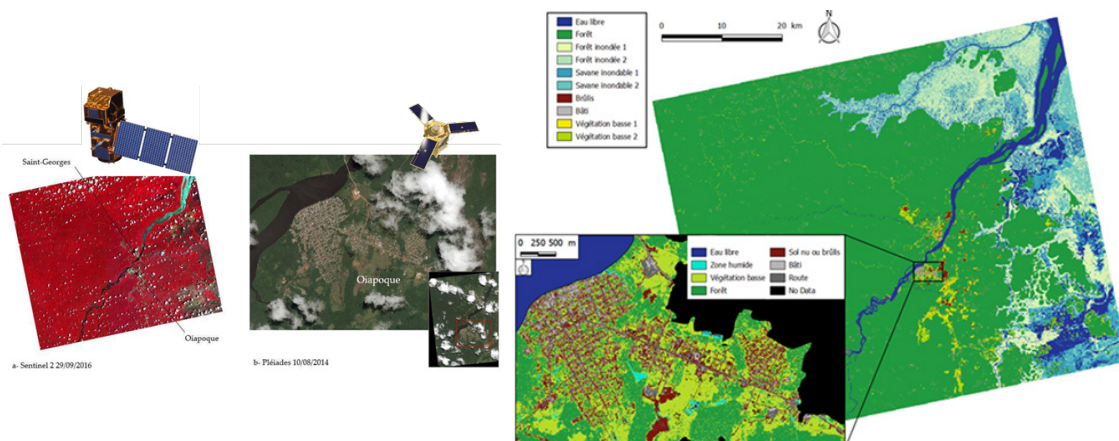 Saint-Georges
Oiapoque
a- Sentinel 2 29/09/2016
Oiapoque
b- Pléiades 10/08/2014
Eau libre
Forêt
Forêt inondée 1
Forêt inondée 2
Savane inondable 1
Savane inondable 2
Brûlis
Bâti
Végétation basse 1
Végétation basse 2
0 10 20 km
N
0 250 500 m
Eau libre
Zone humide
Végétation basse
Forêt
Sol nu ou brûlis
Bâti
Route
No Data